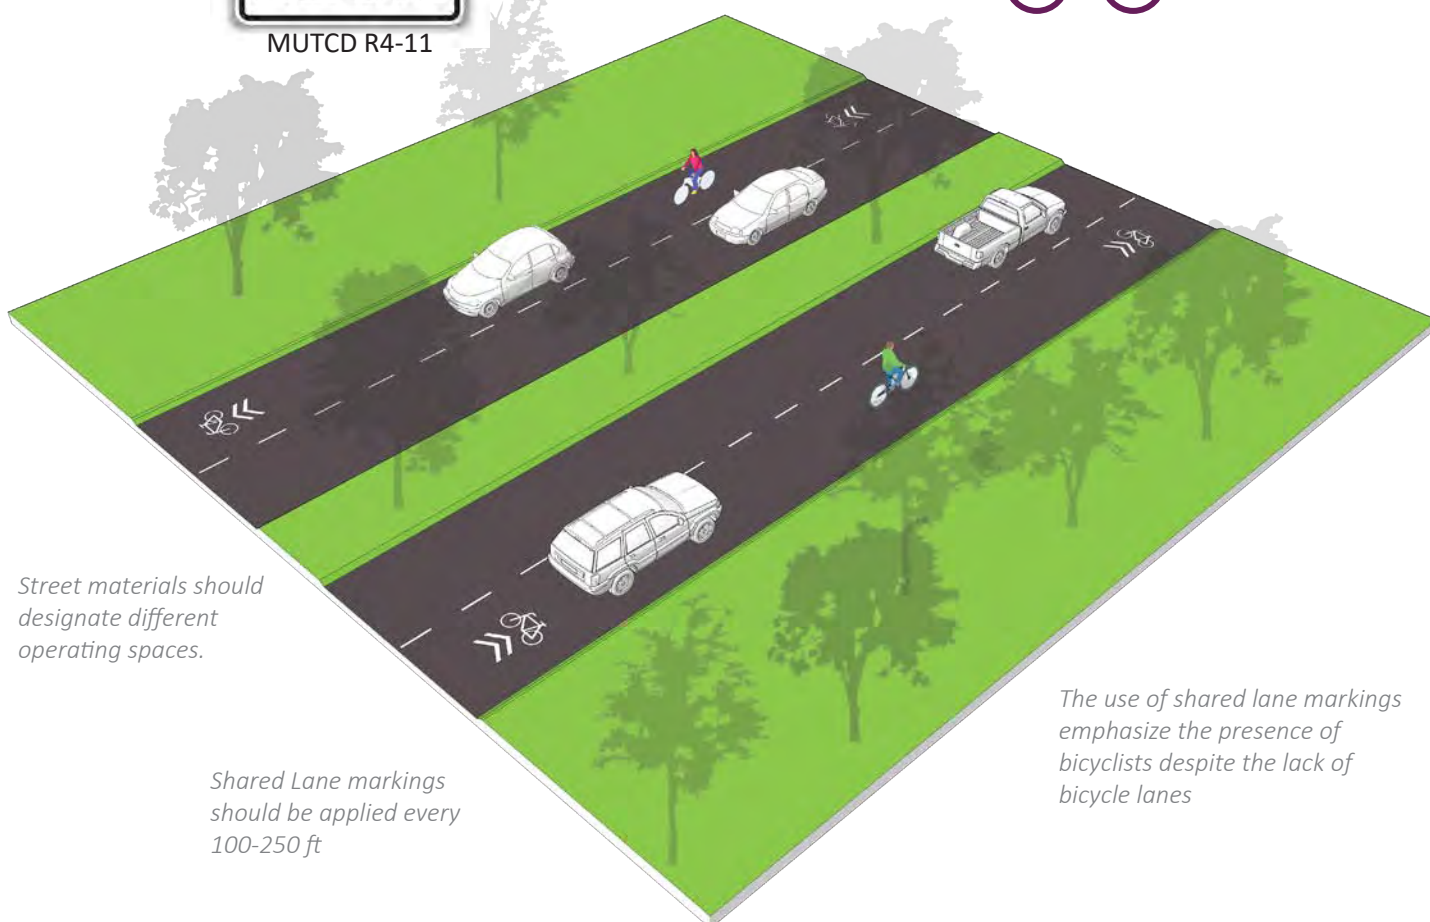 MUTCD R4-11
Street materials should
designate different
operating spaces.
Shared Lane markings
should be applied every
100-250 ft
The use of shared lane markings
emphasize the presence of
bicyclists despite the lack of
bicycle lanes